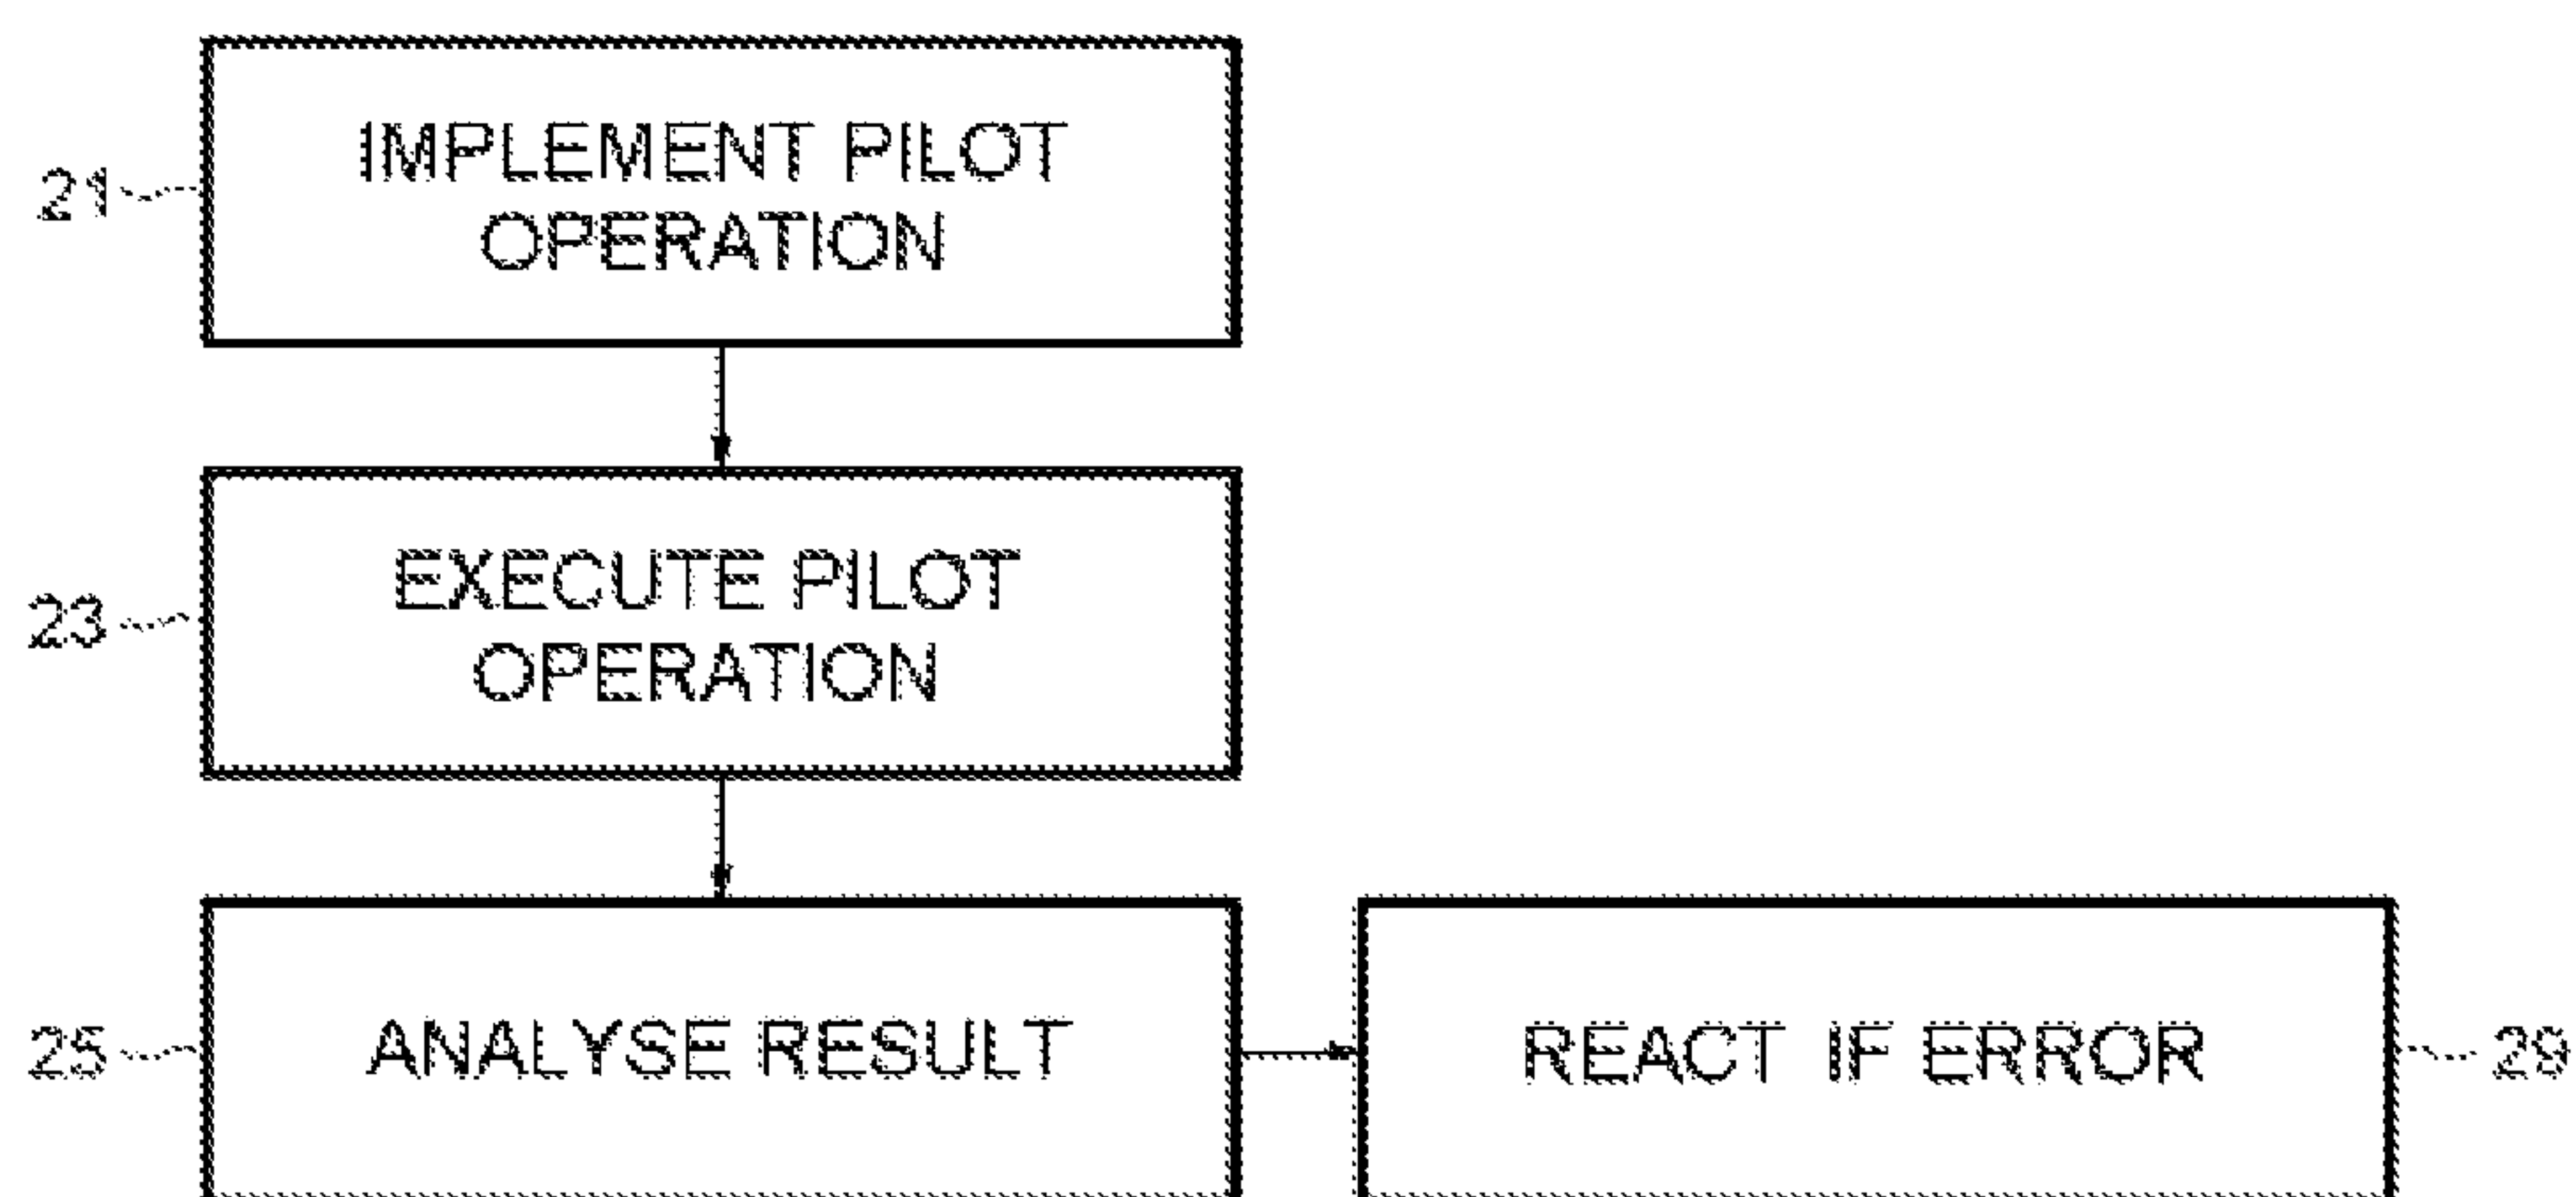 21
IMPLEMENT PILOT
OPERATION
23
EXECUTE PILOT
OPERATION
25
ANALYSE RESULT
REACT IF ERROR
29